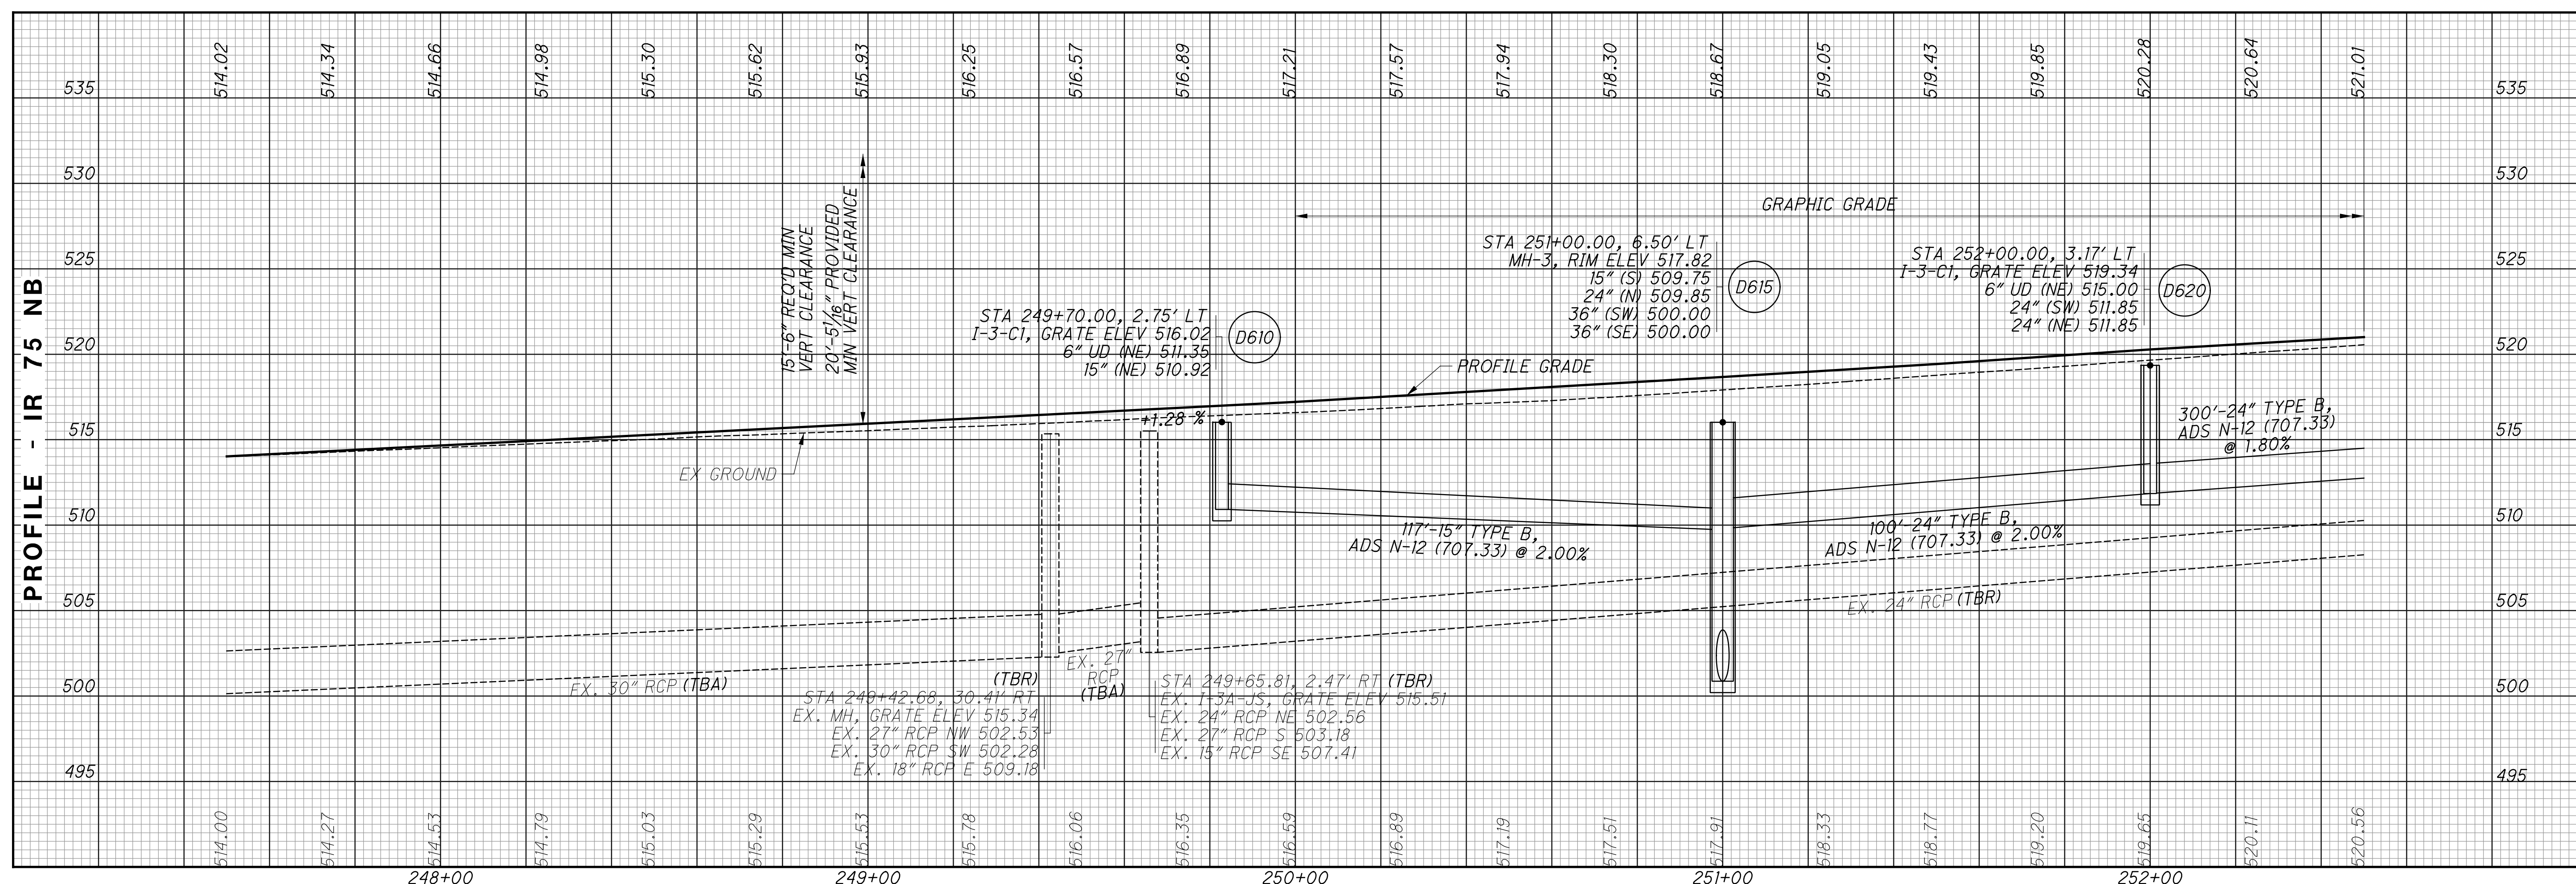 PROFILE - IR 75 NB
514.02 514.34 514.66 514.98 515.30 515.62 515.93 516.25 516.57 516.89 517.21 517.57 517.94 518.30 518.67 519.05 519.43 519.85 520.28 520.64 521.01
535 535
530 530
525 525
520 520
515 515
510 510
505 505
500 500
495 495
15'-6" REQ'D MIN
VERT CLEARANCE
20'-5 1/16" PROVIDED
MIN VERT CLEARANCE
GRAPHIC GRADE
STA 249+70.00, 2.75' LT
I-3-C1, GRATE ELEV 516.02
6" UD (NE) 511.35
15" (NE) 510.92
D610
STA 251+00.00, 6.50' LT
MH-3, RIM ELEV 517.82
15" (S) 509.75
24" (N) 509.85
36" (SW) 500.00
36" (SE) 500.00
D615
STA 252+00.00, 3.17' LT
I-3-C1, GRATE ELEV 519.34
6" UD (NE) 515.00
24" (SW) 511.85
24" (NE) 511.85
D620
PROFILE GRADE
+1.28 %
EX GROUND
300'-24" TYPE B,
ADS N-12 (707.33)
@ 1.80%
117'-15" TYPE B,
ADS N-12 (707.33) @ 2.00%
100'-24" TYPE B,
ADS N-12 (707.33) @ 2.00%
EX. 24" RCP (TBR)
EX. 30" RCP (TBA)
EX. 27"
RCP
(TBA)
(TBR)
STA 249+42.68, 30.41' RT
EX. MH, GRATE ELEV 515.34
EX. 27" RCP NW 502.53
EX. 30" RCP SW 502.28
EX. 18" RCP E 509.18
STA 249+65.81, 2.47' RT (TBR)
EX. I-3A-JS, GRATE ELEV 515.51
EX. 24" RCP NE 502.56
EX. 27" RCP S 503.18
EX. 15" RCP SE 507.41
514.00 514.27 514.53 514.79 515.03 515.29 515.53 515.78 516.06 516.35 516.59 516.89 517.19 517.51 517.91 518.33 518.77 519.20 519.65 520.11 520.56
248+00 249+00 250+00 251+00 252+00